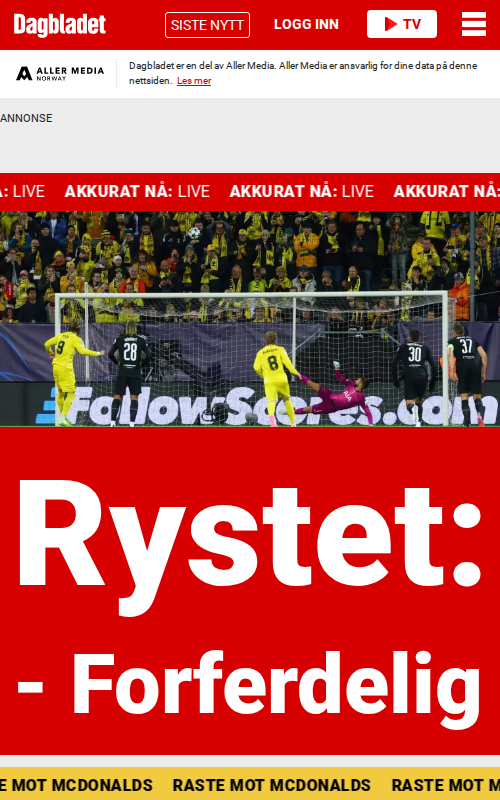 Dagbladet
SISTE NYTT
LOGG INN
TV
ALLER MEDIA
NORWAY
Dagbladet er en del av Aller Media. Aller Media er ansvarlig for dine data på denne
nettsiden. Les mer
ANNONSE
: LIVE AKKURAT NÅ: LIVE AKKURAT NÅ: LIVE AKKURAT NÅ:
9
28
8
30
37
FollowScores.com
Rystet:
- Forferdelig
E MOT MCDONALDS RASTE MOT MCDONALDS RASTE MOT M